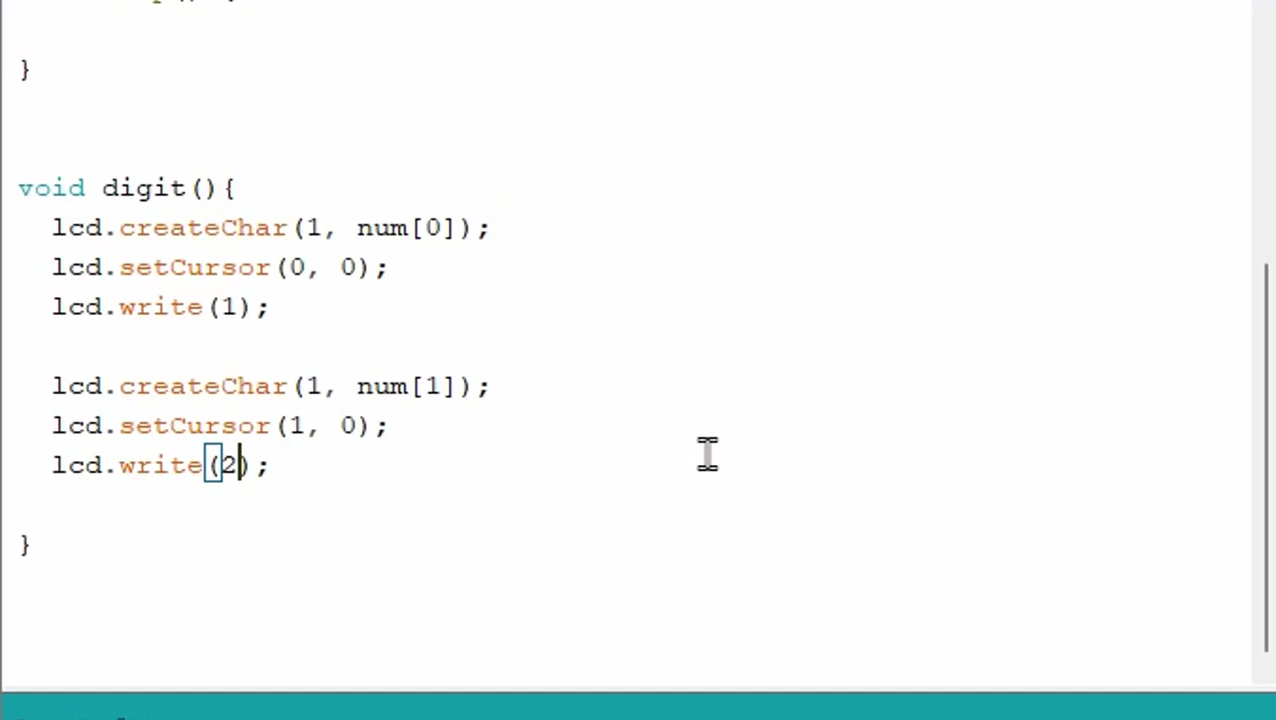 }
void digit(){
lcd.createChar(1, num[0]);
lcd.setCursor(0, 0);
lcd.write(1);
lcd.createChar(1, num[1]);
lcd.setCursor(1, 0);
lcd.write(2);
}